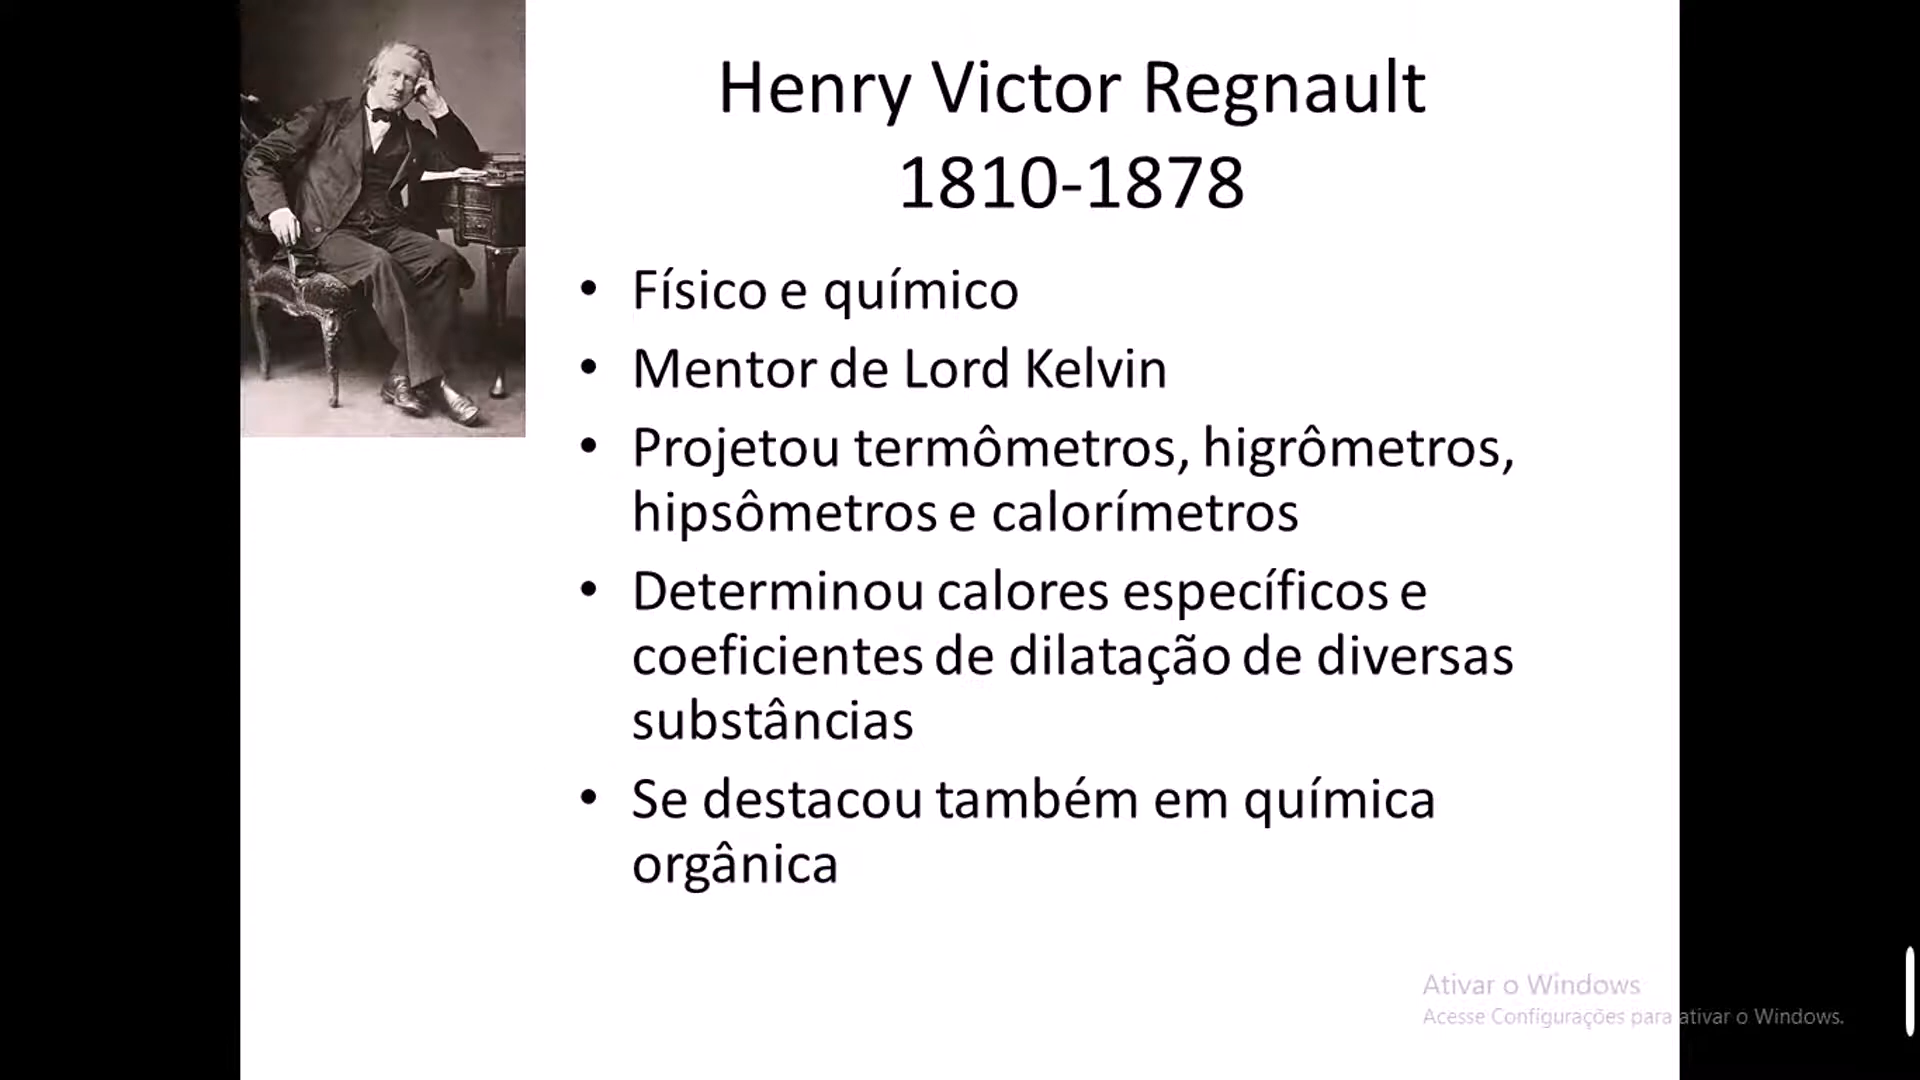 Henry Victor Regnault
1810-1878
• Físico e químico
• Mentor de Lord Kelvin
• Projetou termômetros, higrômetros,
hipsômetros e calorímetros
• Determinou calores específicos e
coeficientes de dilatação de diversas
substâncias
• Se destacou também em química
orgânica
Ativar o Windows
Acesse Configurações para ativar o Windows.